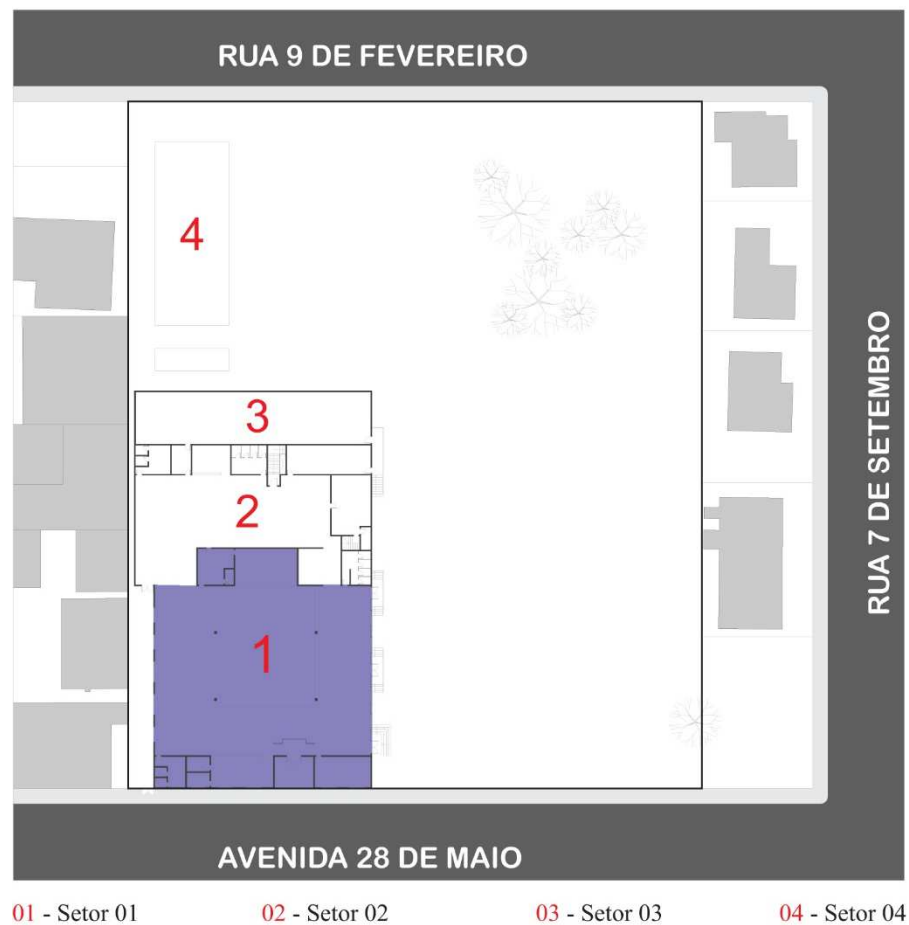 RUA 9 DE FEVEREIRO
4
RUA 7 DE SETEMBRO
3
2
1
AVENIDA 28 DE MAIO
01 - Setor 01
02 - Setor 02
03 - Setor 03
04 - Setor 04